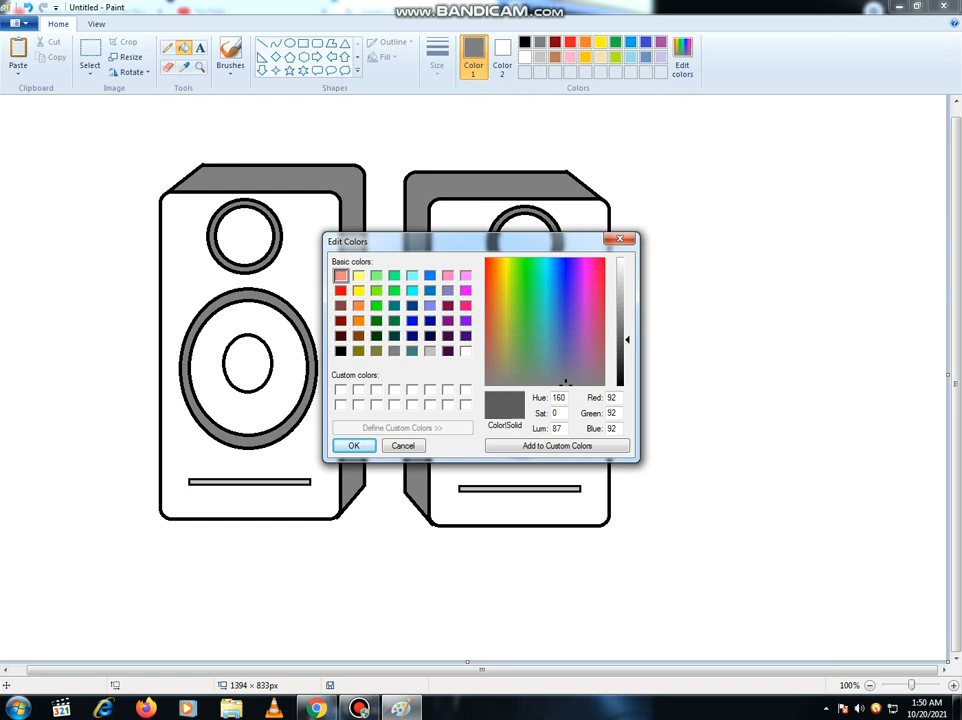 Untitled - Paint
www.BANDICAM.com
Home
View
Paste
Cut
Copy
Clipboard
Select
Crop
Resize
Rotate
Image
A
Tools
Brushes
Outline
Fill
Shapes
Size
Color
1
Color
2
Edit
colors
Colors
Edit Colors
Basic colors:
Custom colors:
Define Custom Colors >>
OK
Cancel
Color|Solid
Hue: 160
Sat: 0
Lum: 87
Red: 92
Green: 92
Blue: 92
Add to Custom Colors
1394 × 833px
100%
321
1:50 AM
10/20/2021